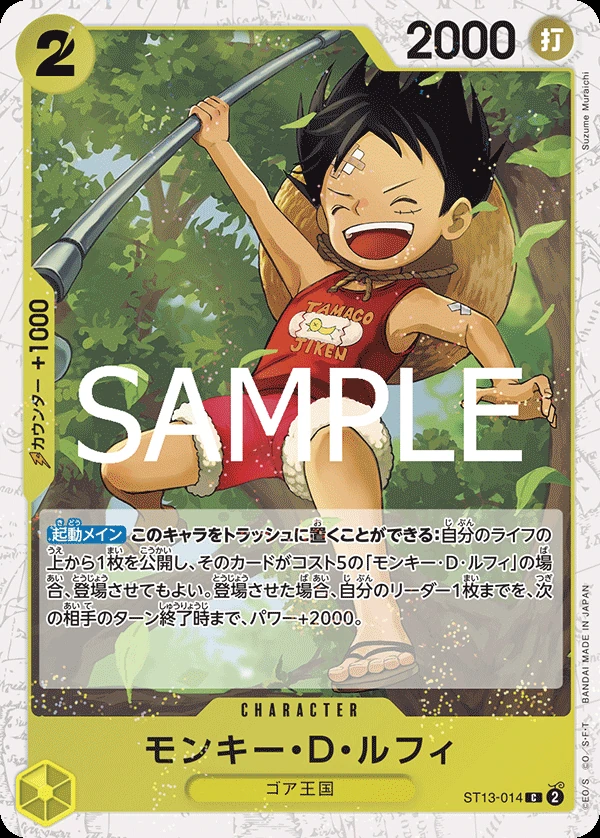 2
2000
打
Suzume Muraichi
カウンター +1000
TAMAGO
JIKEN
SAMPLE
起動メイン このキャラをトラッシュに置くことができる:自分のライフの
上から1枚を公開し、そのカードがコスト5の「モンキー・D・ルフィ」の場
合、登場させてもよい。登場させた場合、自分のリーダー1枚までを、次
の相手のターン終了時まで、パワー+2000。
CHARACTER
モンキー・D・ルフィ
ゴア王国
ST13-014 C 2
©E.O/S. ©O./S・F・T BANDAI MADE IN JAPAN